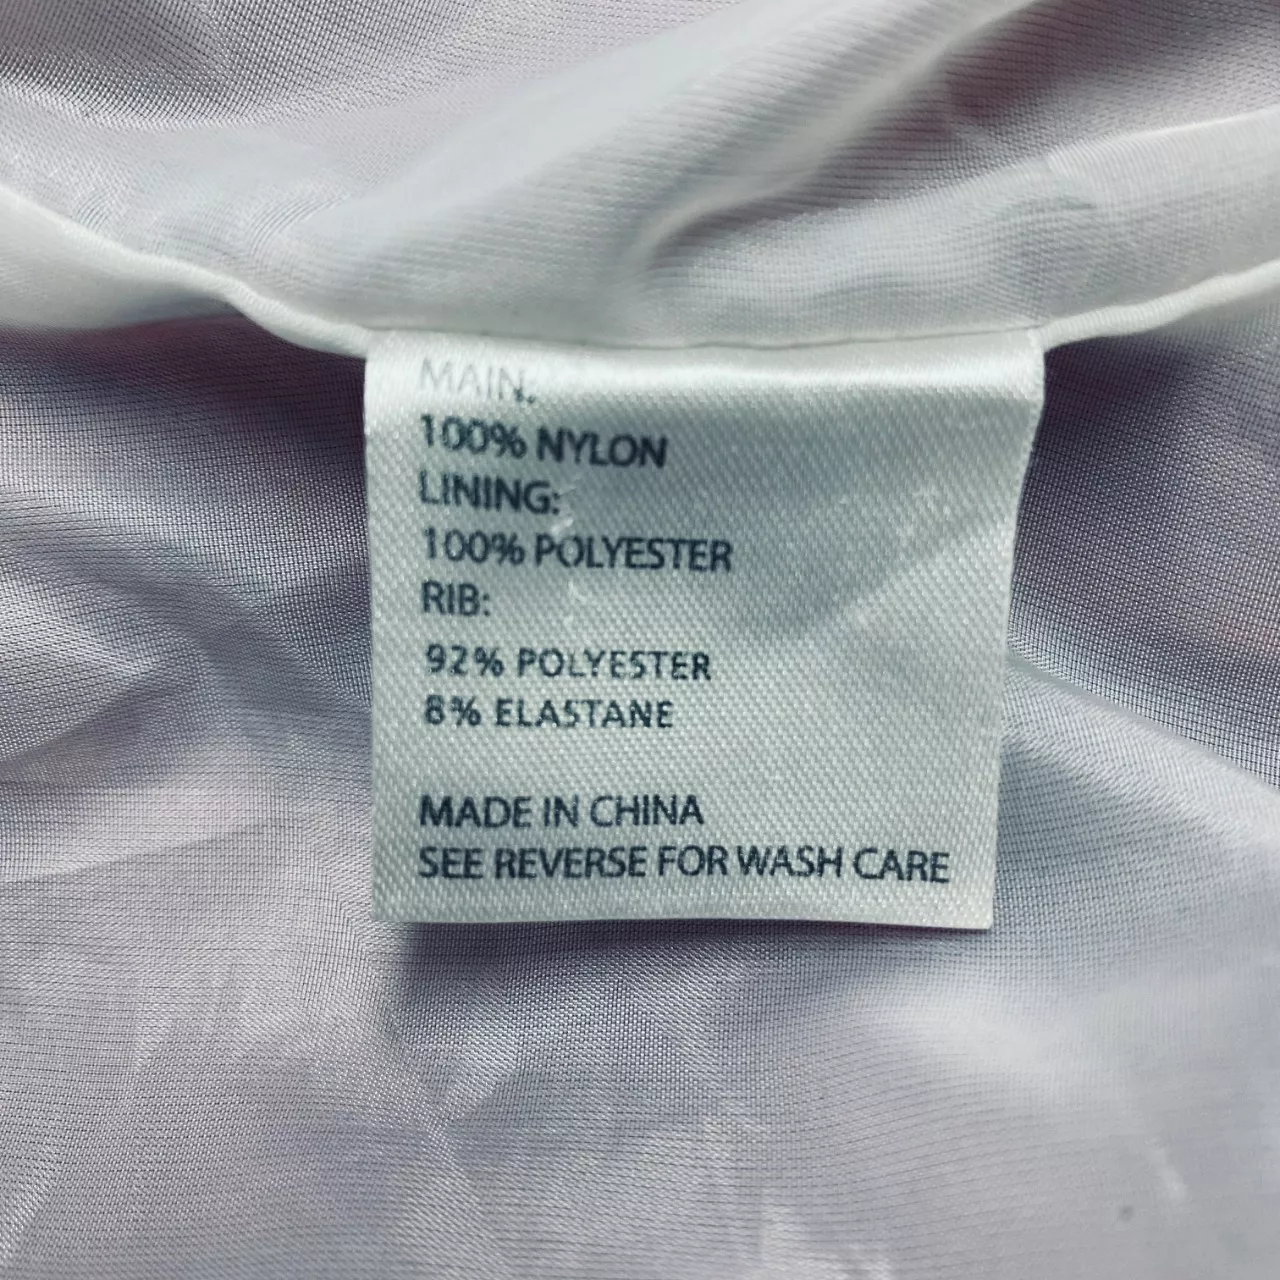 MAIN:
100% NYLON
LINING:
100% POLYESTER
RIB:
92% POLYESTER
8% ELASTANE
MADE IN CHINA
SEE REVERSE FOR WASH CARE